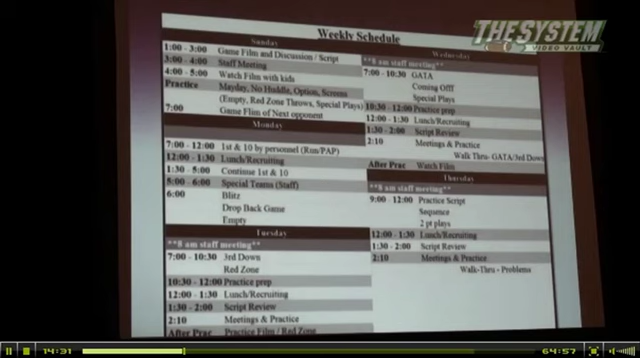 THE SYSTEM
VIDEO VAULT
Weekly Schedule
Sunday
1:00 - 3:00 Game Film and Discussion / Script
3:00 - 4:00 Staff Meeting
4:00 - 5:00 Watch Film with kids
Practice Mayday, No Huddle, Option, Screens
(Empty, Red Zone Throws, Special Plays)
7:00 Game Flim of Next opponent
Monday
7:00 - 12:00 1st & 10 by personnel (Run/PAP)
12:00 - 1:30 Lunch/Recruiting
1:30 - 5:00 Continue 1st & 10
5:00 - 6:00 Special Teams (Staff)
6:00 Blitz
Drop Back Game
Empty
Tuesday
**8 am staff meeting**
7:00 - 10:30 3rd Down
Red Zone
10:30 - 12:00 Practice prep
12:00 - 1:30 Lunch/Recruiting
1:30 - 2:00 Script Review
2:10 Meetings & Practice
After Prac Practice Film / Red Zone
Wednesday
**8 am staff meeting**
7:00 - 10:30 GATA
Coming Offf
Special Plays
10:30 - 12:00 Practice prep
12:00 - 1:30 Lunch/Recruiting
1:30 - 2:00 Script Review
2:10 Meetings & Practice
Walk Thru- GATA/3rd Down
After Prac Watch Film
Thursday
**8 am staff meeting**
9:00 - 12:00 Practice Script
Sequence
2 pt plays
12:00 - 1:30 Lunch/Recruiting
1:30 - 2:00 Script Review
2:10 Meetings & Practice
Walk-Thru - Problems
14:31
64:57